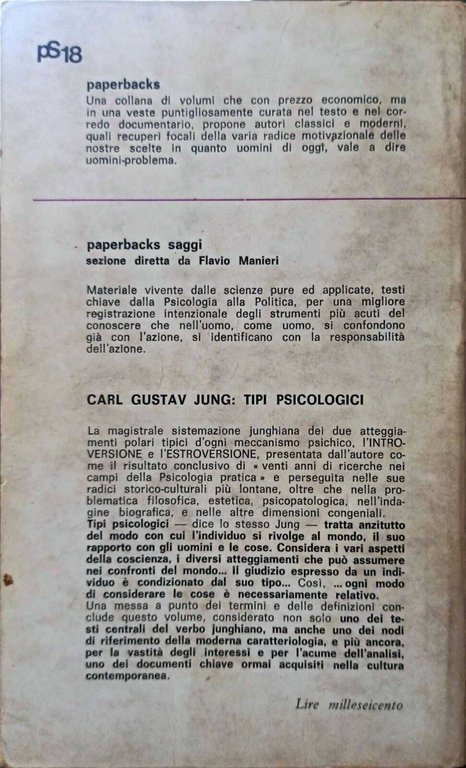 pS18
paperbacks
Una collana di volumi che con prezzo economico, ma
in una veste puntigliosamente curata nel testo e nel cor-
redo documentario, propone autori classici e moderni,
quali recuperi focali della varia radice motivazionale delle
nostre scelte in quanto uomini di oggi, vale a dire
uomini-problema.
paperbacks saggi
sezione diretta da Flavio Manieri
Materiale vivente dalle scienze pure ed applicate, testi
chiave dalla Psicologia alla Politica, per una migliore
registrazione intenzionale degli strumenti più acuti del
conoscere che nell'uomo, come uomo, si confondono
già con l'azione, si identificano con la responsabilità
dell'azione.
CARL GUSTAV JUNG: TIPI PSICOLOGICI
La magistrale sistemazione junghiana dei due atteggia-
menti polari tipici d'ogni meccanismo psichico, l'INTRO-
VERSIONE e l'ESTROVERSIONE, presentata dall'autore co-
me il risultato conclusivo di « venti anni di ricerche nei
campi della Psicologia pratica » e perseguita nelle sue
radici storico-culturali più lontane, oltre che nella pro-
blematica filosofica, estetica, psicopatologica, nell'inda-
gine biografica, e nelle altre dimensioni congeniali.
Tipi psicologici — dice lo stesso Jung — tratta anzitutto
del modo con cui l'individuo si rivolge al mondo, il suo
rapporto con gli uomini e le cose. Considera i vari aspetti
della coscienza, i diversi atteggiamenti che può assumere
nei confronti del mondo... Il giudizio espresso da un indi-
viduo è condizionato dal suo tipo... Così, ...ogni modo
di considerare le cose è necessariamente relativo.
Una messa a punto dei termini e delle definizioni con-
clude questo volume, considerato non solo uno dei te-
sti centrali del verbo junghiano, ma anche uno dei nodi
di riferimento della moderna caratteriologia, e più ancora,
per la vastità degli interessi e per l'acume dell'analisi,
uno dei documenti chiave ormai acquisiti nella cultura
contemporanea.
Lire milleseicento